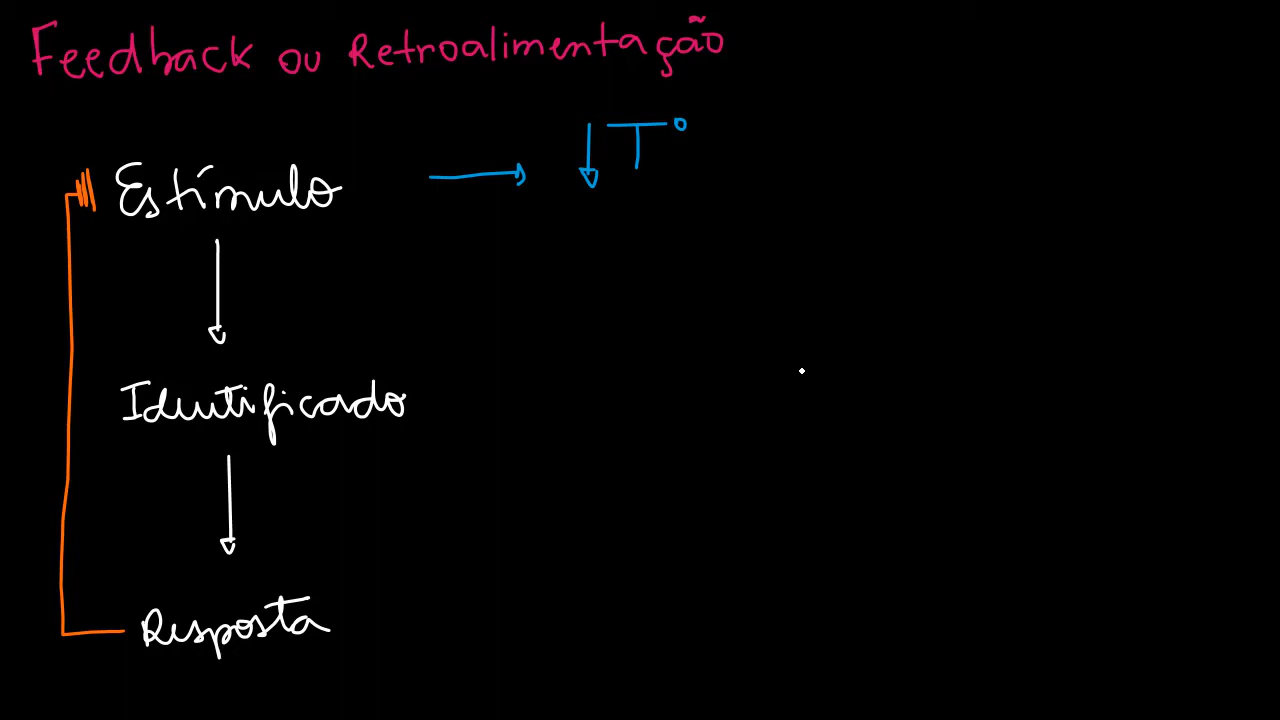 Feedback ou Retroalimentação
↓T°
Estímulo →
Identificado
Resposta